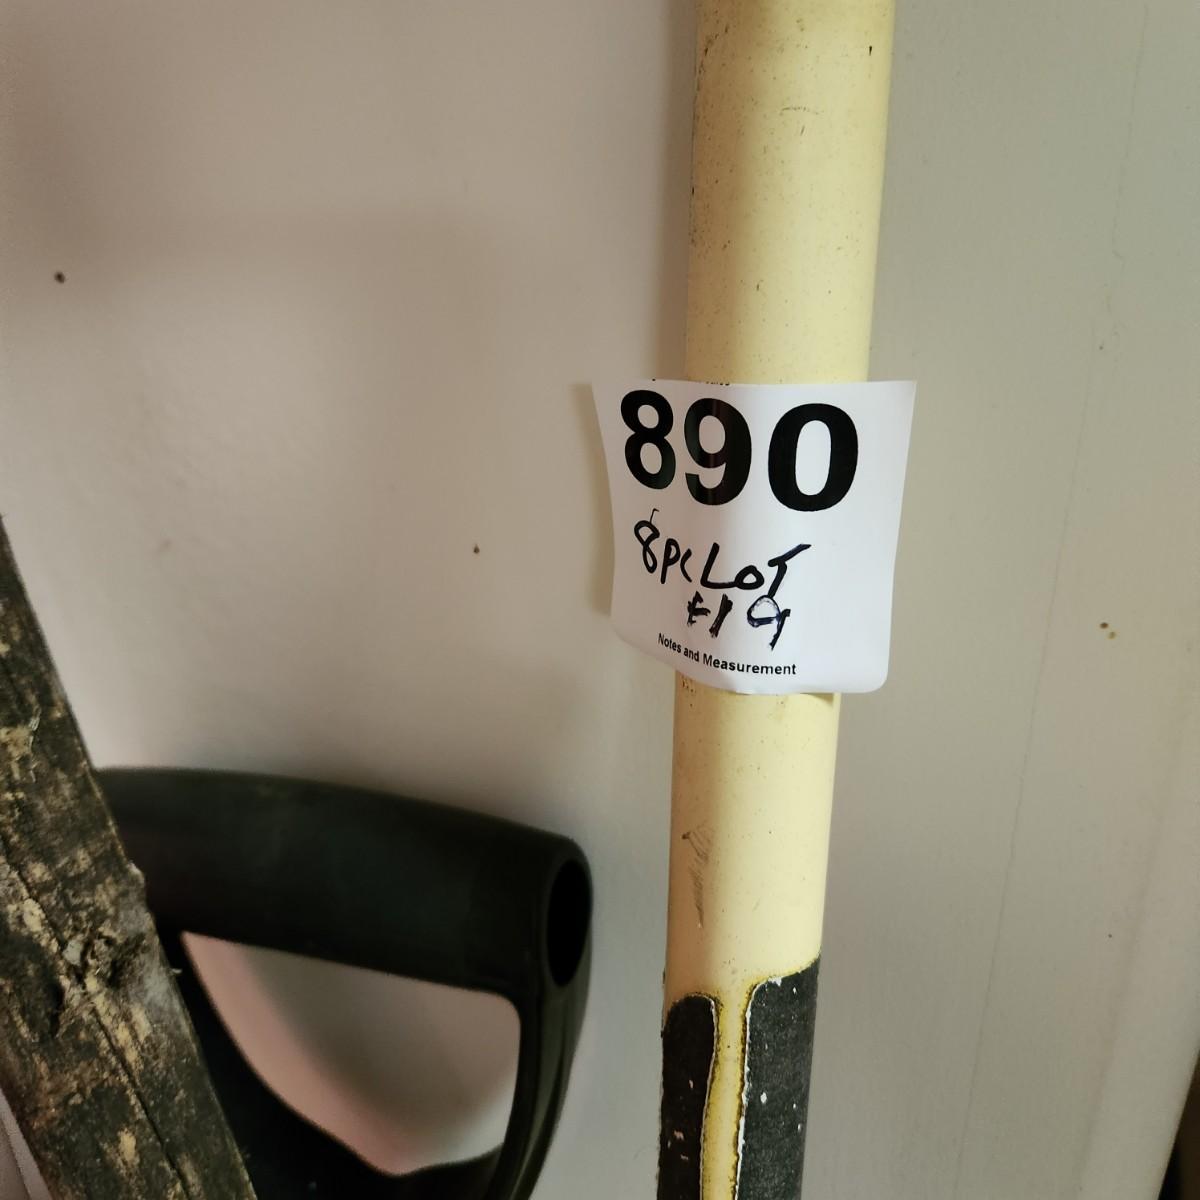 890
8PC LOT
#19
Notes and Measurement